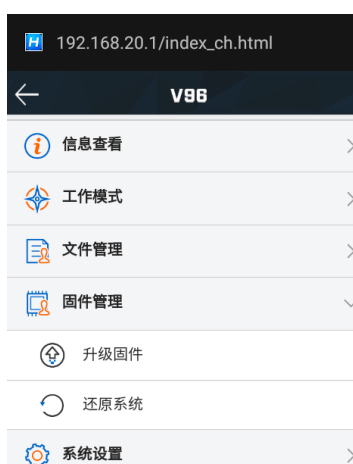 192.168.20.1/index_ch.html
V96
信息查看
工作模式
文件管理
固件管理
升级固件
还原系统
系统设置